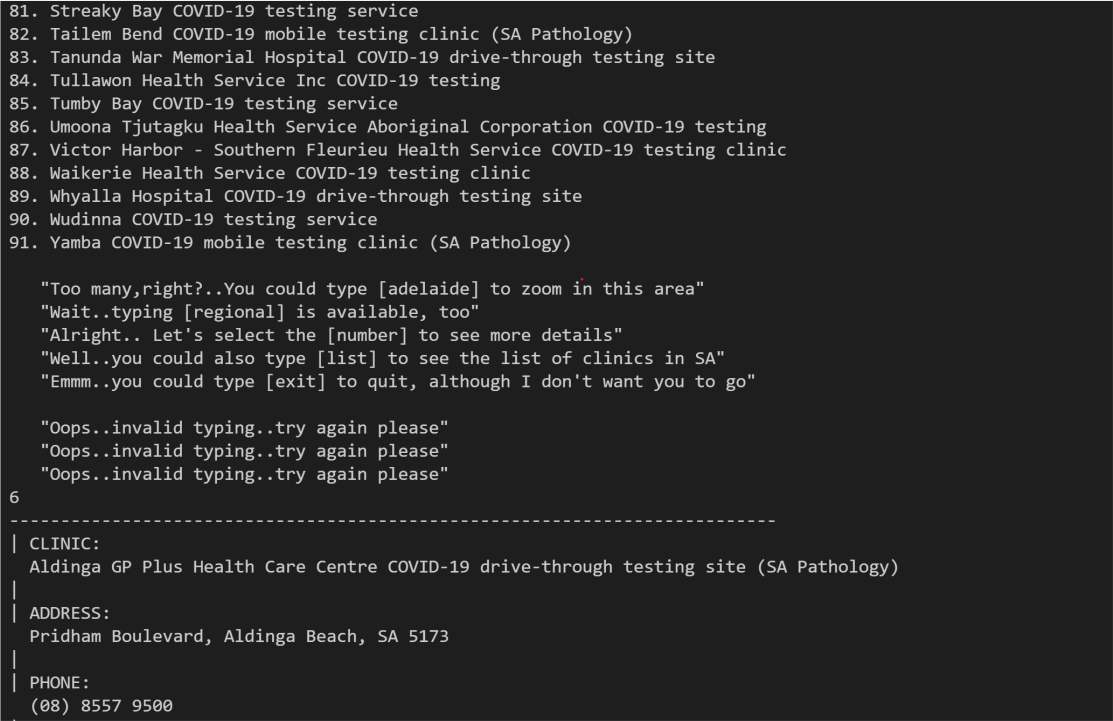 81. Streaky Bay COVID-19 testing service
82. Tailem Bend COVID-19 mobile testing clinic (SA Pathology)
83. Tanunda War Memorial Hospital COVID-19 drive-through testing site
84. Tullawon Health Service Inc COVID-19 testing
85. Tumby Bay COVID-19 testing service
86. Umoona Tjutagku Health Service Aboriginal Corporation COVID-19 testing
87. Victor Harbor - Southern Fleurieu Health Service COVID-19 testing clinic
88. Waikerie Health Service COVID-19 testing clinic
89. Whyalla Hospital COVID-19 drive-through testing site
90. Wudinna COVID-19 testing service
91. Yamba COVID-19 mobile testing clinic (SA Pathology)
"Too many,right?..You could type [adelaide] to zoom in this area"
"Wait..typing [regional] is available, too"
"Alright.. Let's select the [number] to see more details"
"Well..you could also type [list] to see the list of clinics in SA"
"Emmm..you could type [exit] to quit, although I don't want you to go"
"Oops..invalid typing..try again please"
"Oops..invalid typing..try again please"
"Oops..invalid typing..try again please"
6
---------------------------------------------------------------------------
| CLINIC:
Aldinga GP Plus Health Care Centre COVID-19 drive-through testing site (SA Pathology)
|
| ADDRESS:
Pridham Boulevard, Aldinga Beach, SA 5173
|
| PHONE:
(08) 8557 9500